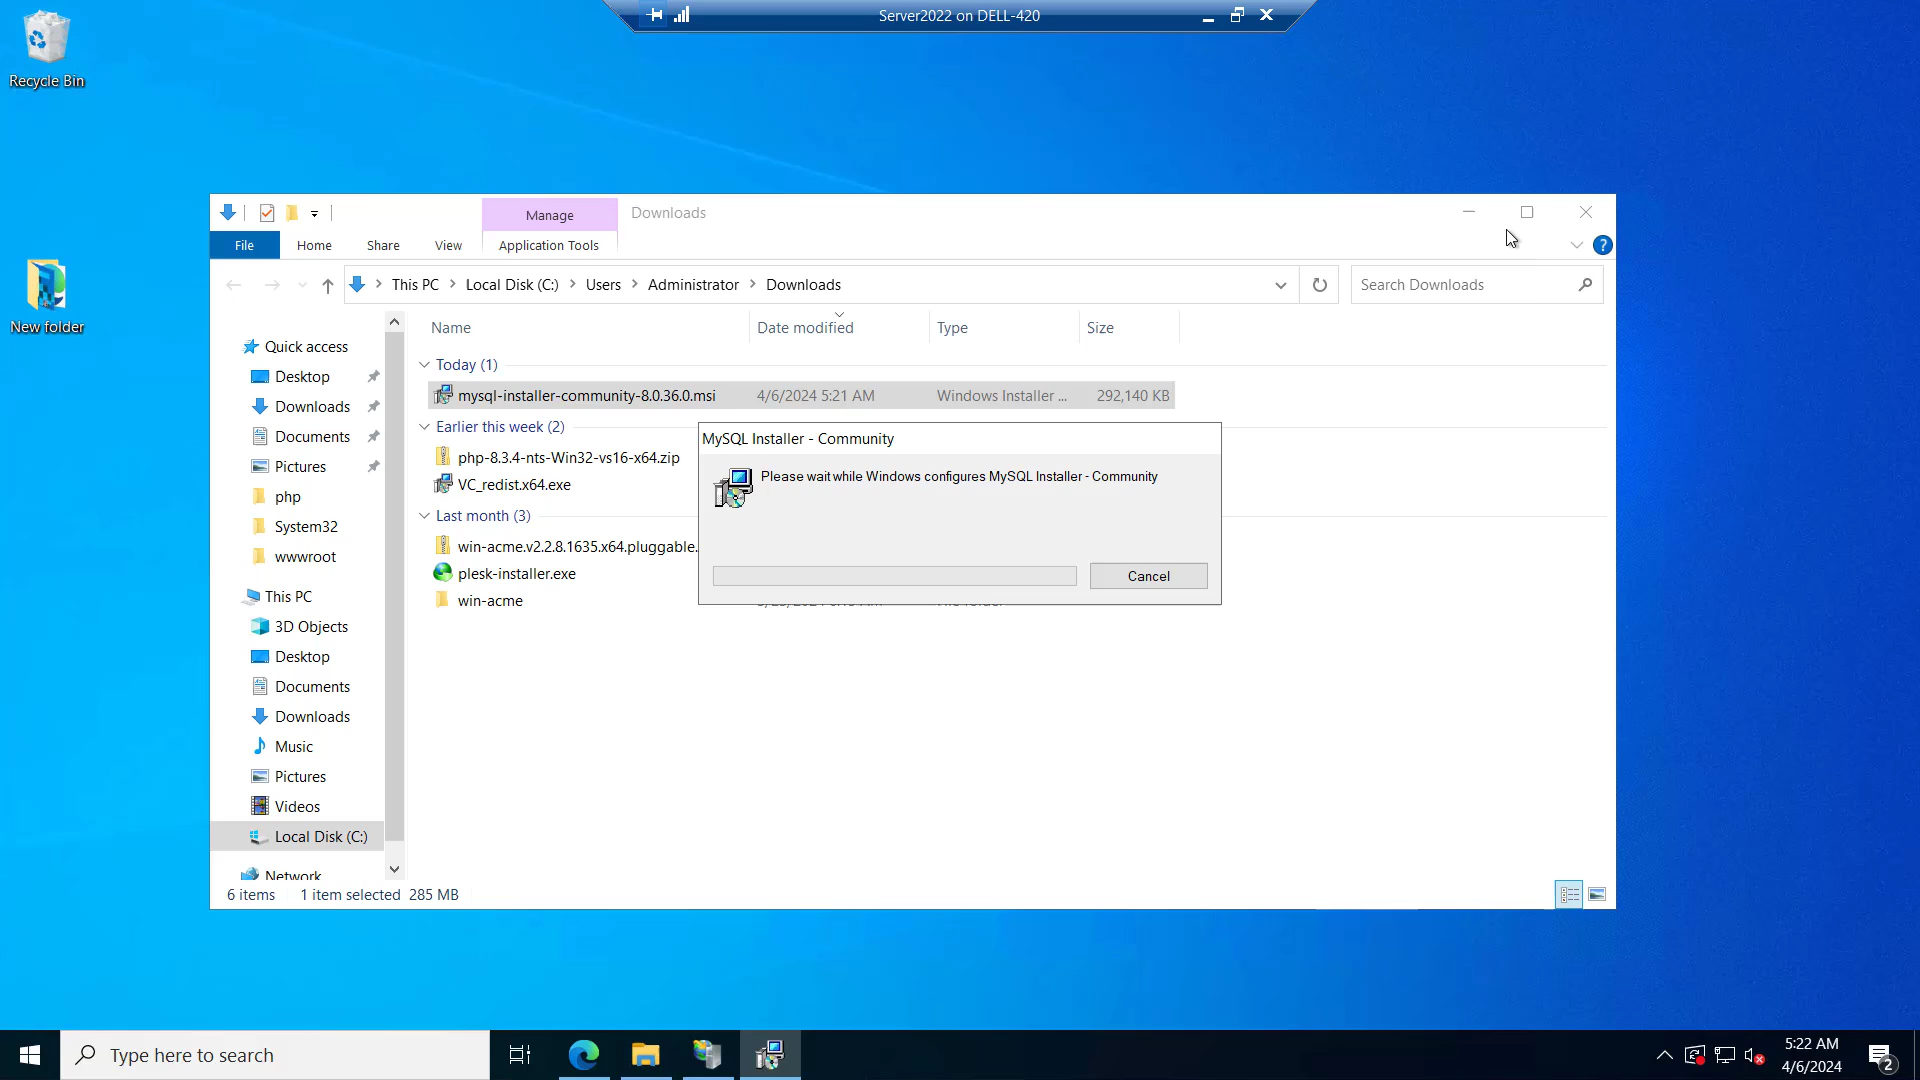 Server2022 on DELL-420
Recycle Bin
New folder
Manage
Downloads
File
Home
Share
View
Application Tools
This PC
Local Disk (C:)
Users
Administrator
Downloads
Search Downloads
Name
Date modified
Type
Size
Quick access
Desktop
Downloads
Documents
Pictures
php
System32
wwwroot
This PC
3D Objects
Desktop
Documents
Downloads
Music
Pictures
Videos
Local Disk (C:)
Network
Today (1)
mysql-installer-community-8.0.36.0.msi 4/6/2024 5:21 AM Windows Installer ... 292,140 KB
Earlier this week (2)
php-8.3.4-nts-Win32-vs16-x64.zip
VC_redist.x64.exe
Last month (3)
win-acme.v2.2.8.1635.x64.pluggable.
plesk-installer.exe
win-acme
MySQL Installer - Community
Please wait while Windows configures MySQL Installer - Community
Cancel
6 items 1 item selected 285 MB
Type here to search
5:22 AM
4/6/2024
2